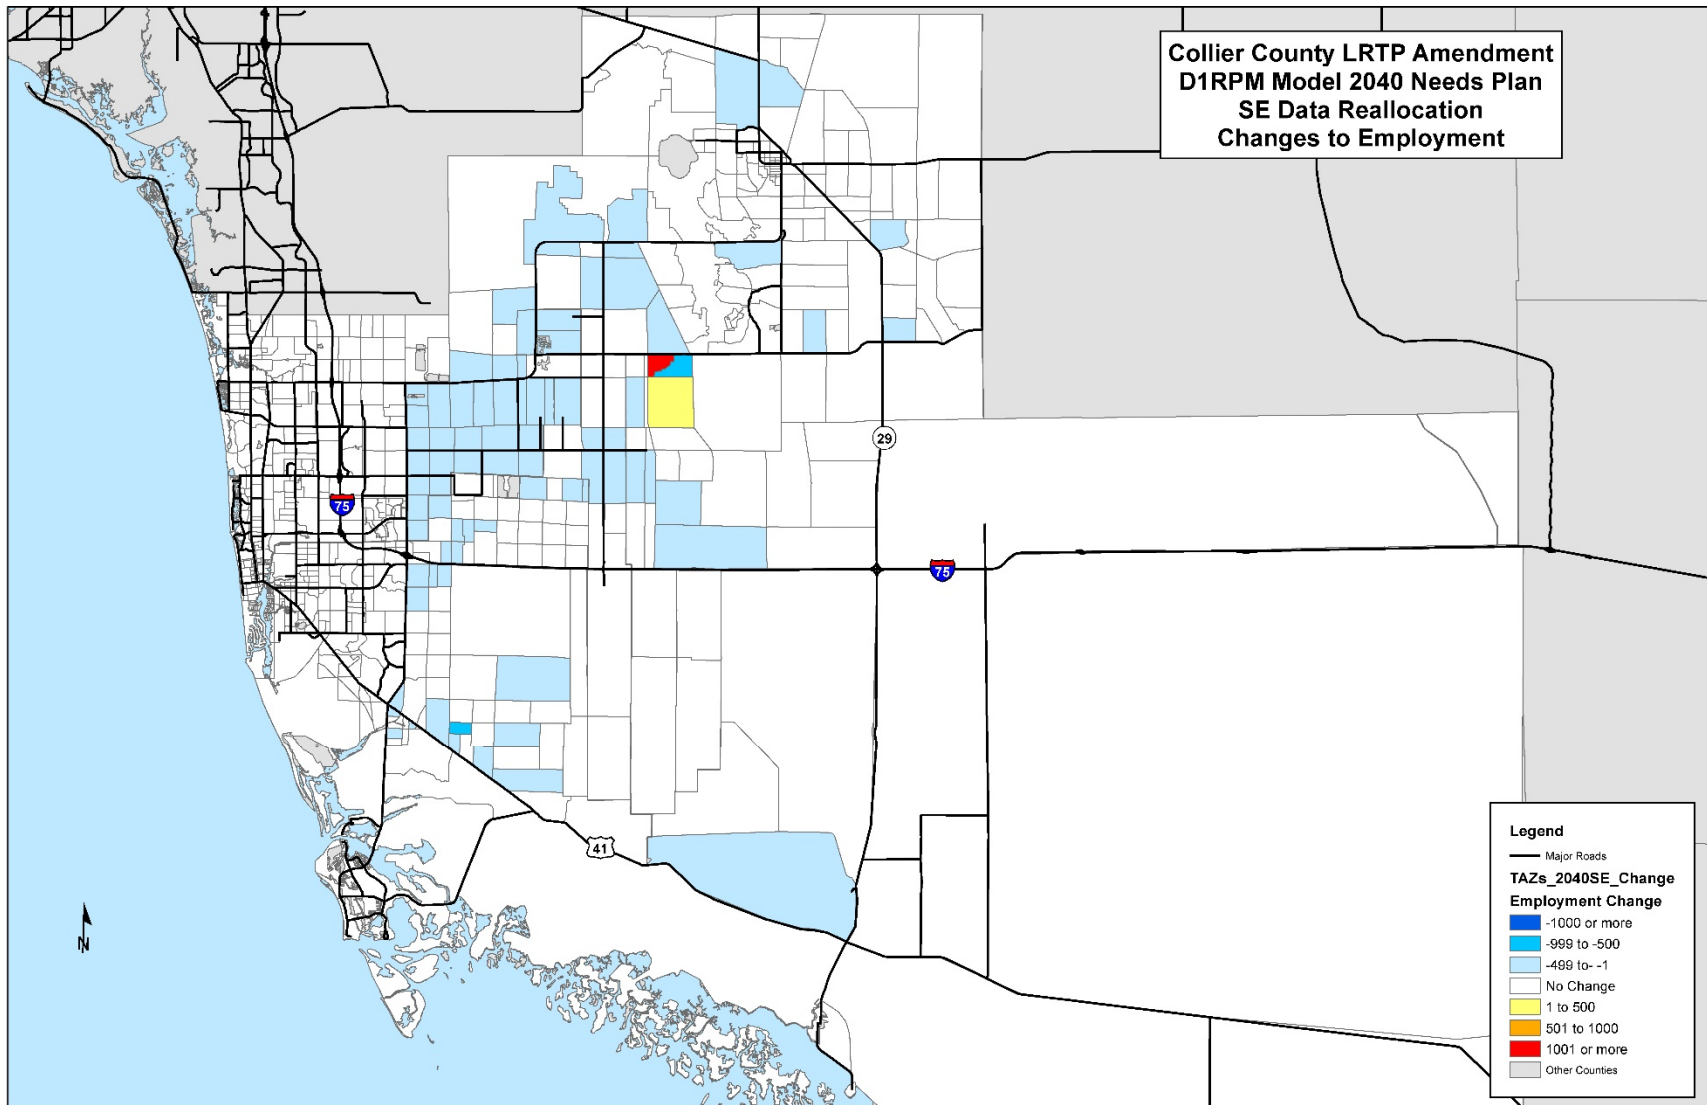 Collier County LRTP Amendment
D1RPM Model 2040 Needs Plan
SE Data Reallocation
Changes to Employment
29
75
75
41
N
Legend
Major Roads
TAZs_2040SE_Change
Employment Change
-1000 or more
-999 to -500
-499 to- -1
No Change
1 to 500
501 to 1000
1001 or more
Other Counties